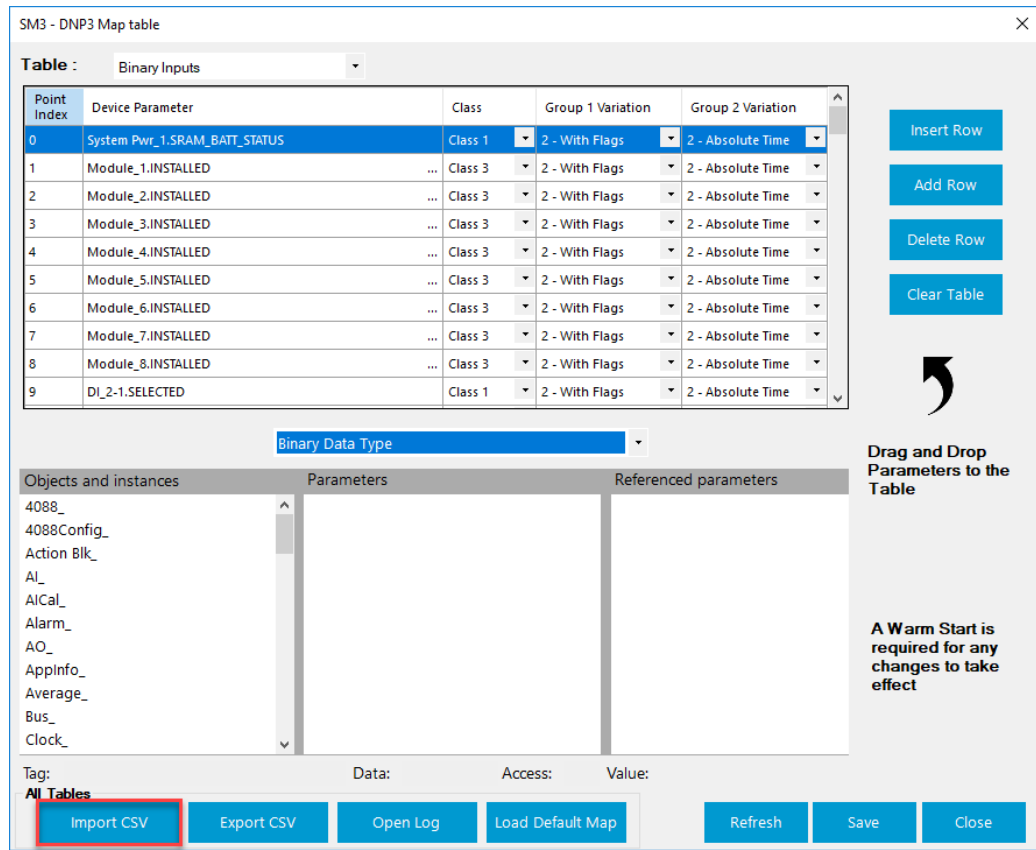 SM3 - DNP3 Map table
Table : Binary Inputs
Point Index Device Parameter Class Group 1 Variation Group 2 Variation
0 System Pwr_1.SRAM_BATT_STATUS Class 1 2 - With Flags 2 - Absolute Time
1 Module_1.INSTALLED ... Class 3 2 - With Flags 2 - Absolute Time
2 Module_2.INSTALLED ... Class 3 2 - With Flags 2 - Absolute Time
3 Module_3.INSTALLED ... Class 3 2 - With Flags 2 - Absolute Time
4 Module_4.INSTALLED ... Class 3 2 - With Flags 2 - Absolute Time
5 Module_5.INSTALLED ... Class 3 2 - With Flags 2 - Absolute Time
6 Module_6.INSTALLED ... Class 3 2 - With Flags 2 - Absolute Time
7 Module_7.INSTALLED ... Class 3 2 - With Flags 2 - Absolute Time
8 Module_8.INSTALLED ... Class 3 2 - With Flags 2 - Absolute Time
9 DI_2-1.SELECTED Class 1 2 - With Flags 2 - Absolute Time
Insert Row
Add Row
Delete Row
Clear Table
Drag and Drop
Parameters to the
Table
Binary Data Type
Objects and instances Parameters Referenced parameters
4088_
4088Config_
Action Blk_
AI_
AICal_
Alarm_
AO_
AppInfo_
Average_
Bus_
Clock_
A Warm Start is
required for any
changes to take
effect
Tag: Data: Access: Value:
All Tables
Import CSV Export CSV Open Log Load Default Map Refresh Save Close